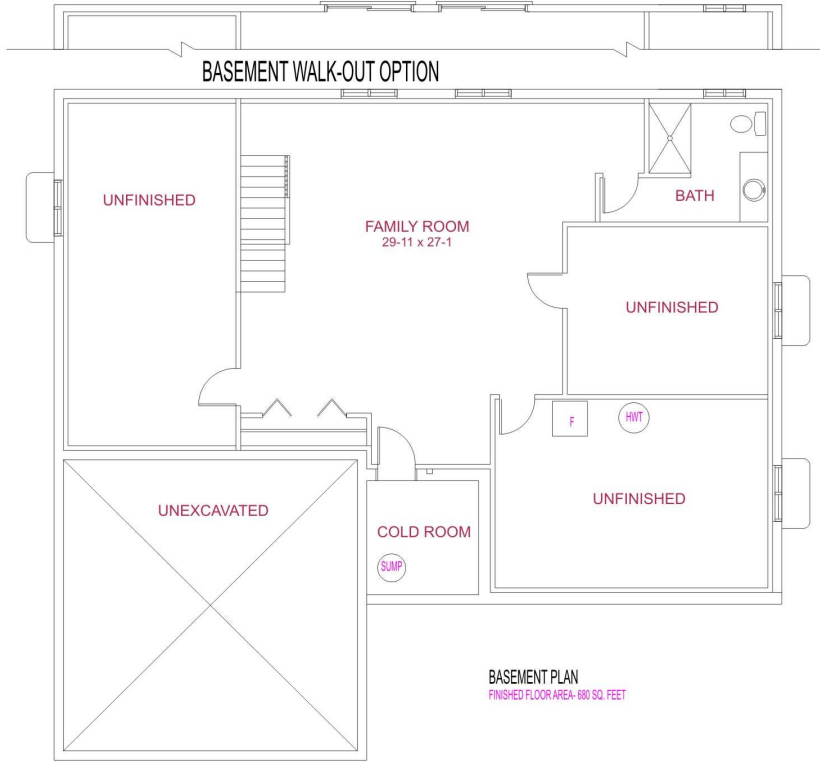 BASEMENT WALK-OUT OPTION
UNFINISHED
BATH
FAMILY ROOM
29-11 x 27-1
UNFINISHED
F
HWT
UNFINISHED
UNEXCAVATED
COLD ROOM
SUMP
BASEMENT PLAN
FINISHED FLOOR AREA- 680 SQ. FEET